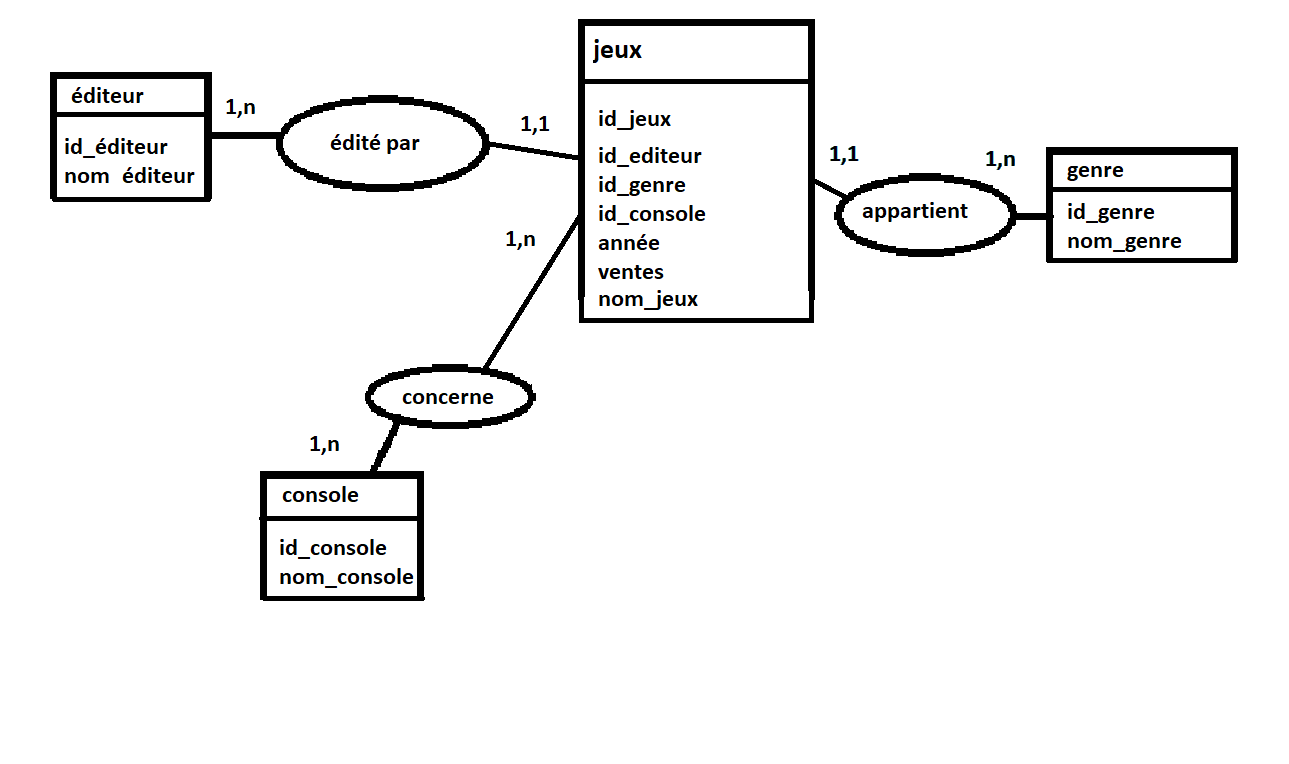 éditeur
id_éditeur
nom éditeur
1,n
édité par
1,1
jeux
id_jeux
id_editeur
id_genre
id_console
année
ventes
nom_jeux
1,1
appartient
1,n
genre
id_genre
nom_genre
1,n
concerne
1,n
console
id_console
nom_console